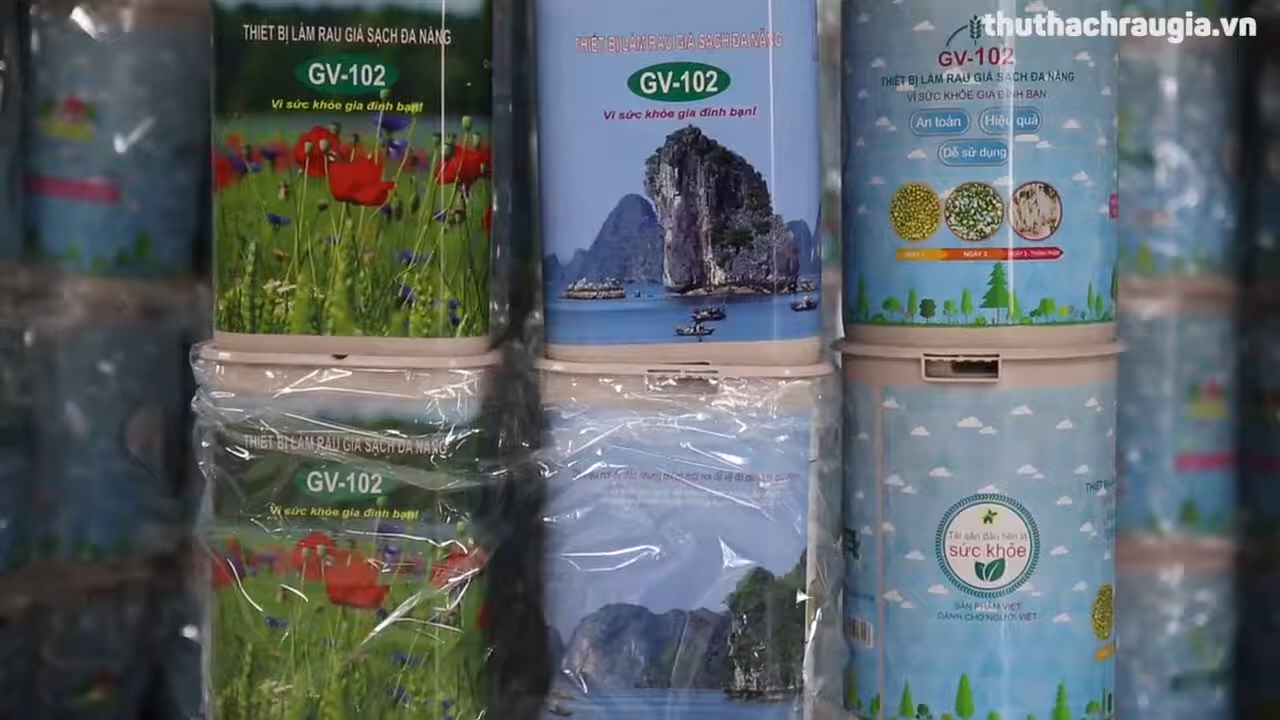 thuthachraugia.vn
THIẾT BỊ LÀM RAU GIÁ SẠCH ĐA NĂNG
GV-102
Vì sức khỏe gia đình bạn!
THIẾT BỊ LÀM RAU GIÁ SẠCH ĐA NĂNG
GV-102
Vì sức khỏe gia đình bạn!
GV-102
THIẾT BỊ LÀM RAU GIÁ SẠCH ĐA NĂNG
VÌ SỨC KHỎE GIA ĐÌNH BẠN
An toàn
Hiệu quả
Dễ sử dụng
NGÀY 2
THIẾT BỊ LÀM RAU GIÁ SẠCH ĐA NĂNG
GV-102
Vì sức khỏe gia đình bạn!
Tài sản đầu tiên là
sức khỏe
SẢN PHẨM VIỆT
DÀNH CHO NGƯỜI VIỆT